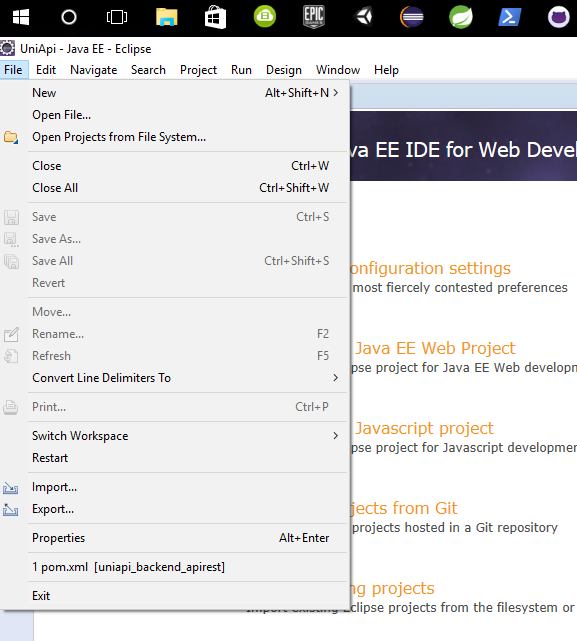 EPIC
GAMES
UniApi - Java EE - Eclipse
File Edit Navigate Search Project Run Design Window Help
New Alt+Shift+N >
Open File...
Open Projects from File System...
Close Ctrl+W
Close All Ctrl+Shift+W
Save Ctrl+S
Save As...
Save All Ctrl+Shift+S
Revert
Move...
Rename... F2
Refresh F5
Convert Line Delimiters To >
Print... Ctrl+P
Switch Workspace >
Restart
Import...
Export...
Properties Alt+Enter
1 pom.xml [uniapi_backend_apirest]
Exit
va EE IDE for Web Devel
onfiguration settings
most fiercely contested preferences
Java EE Web Project
pse project for Java EE Web developm
Javascript project
pse project for Javascript developmen
jects from Git
projects hosted in a Git repository
ng projects
Import existing Eclipse projects from the filesystem or